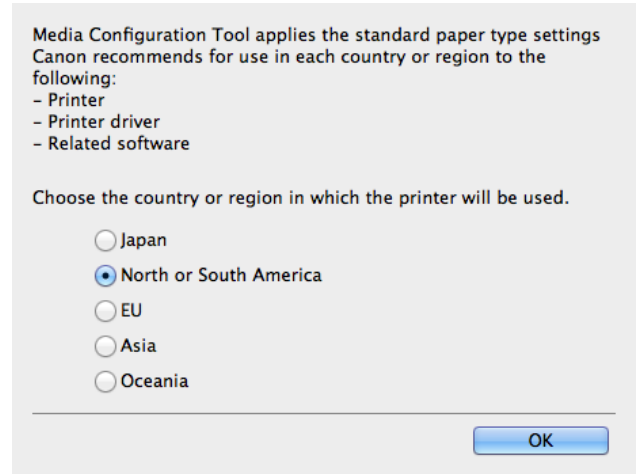 Media Configuration Tool applies the standard paper type settings
Canon recommends for use in each country or region to the
following:
– Printer
– Printer driver
– Related software
Choose the country or region in which the printer will be used.
Japan
North or South America
EU
Asia
Oceania
OK